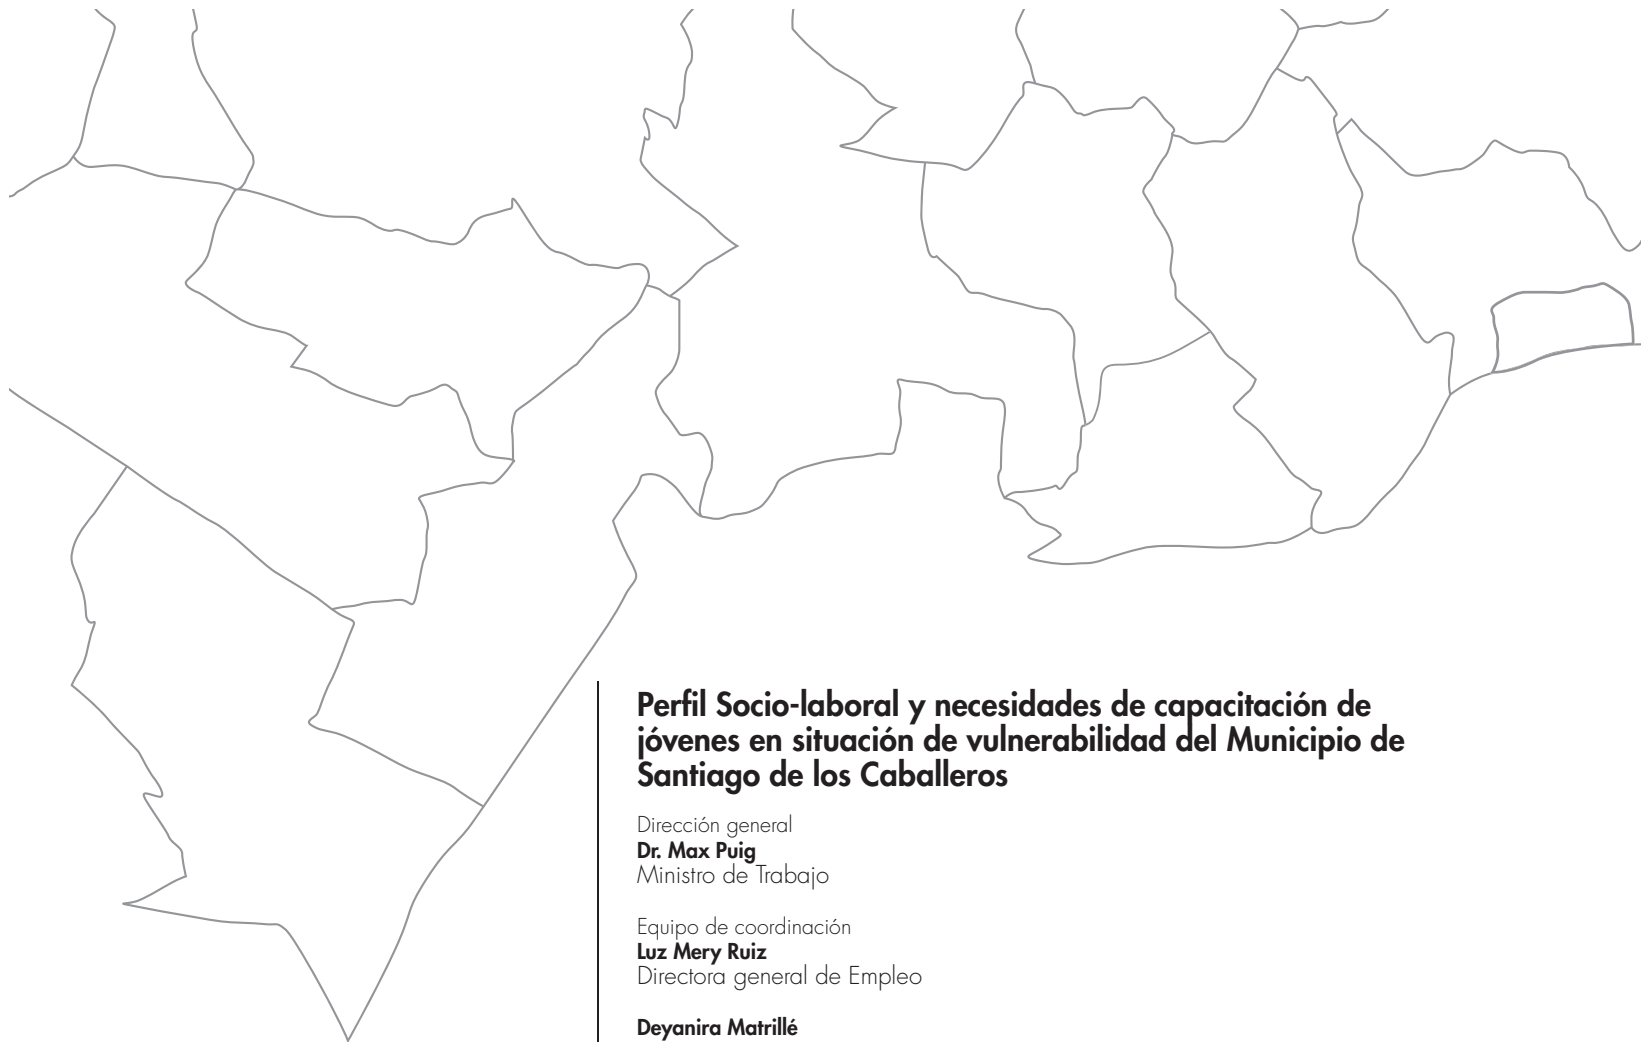 Perfil Socio-laboral y necesidades de capacitación de
jóvenes en situación de vulnerabilidad del Municipio de
Santiago de los Caballeros
Dirección general
Dr. Max Puig
Ministro de Trabajo
Equipo de coordinación
Luz Mery Ruiz
Directora general de Empleo
Deyanira Matrillé